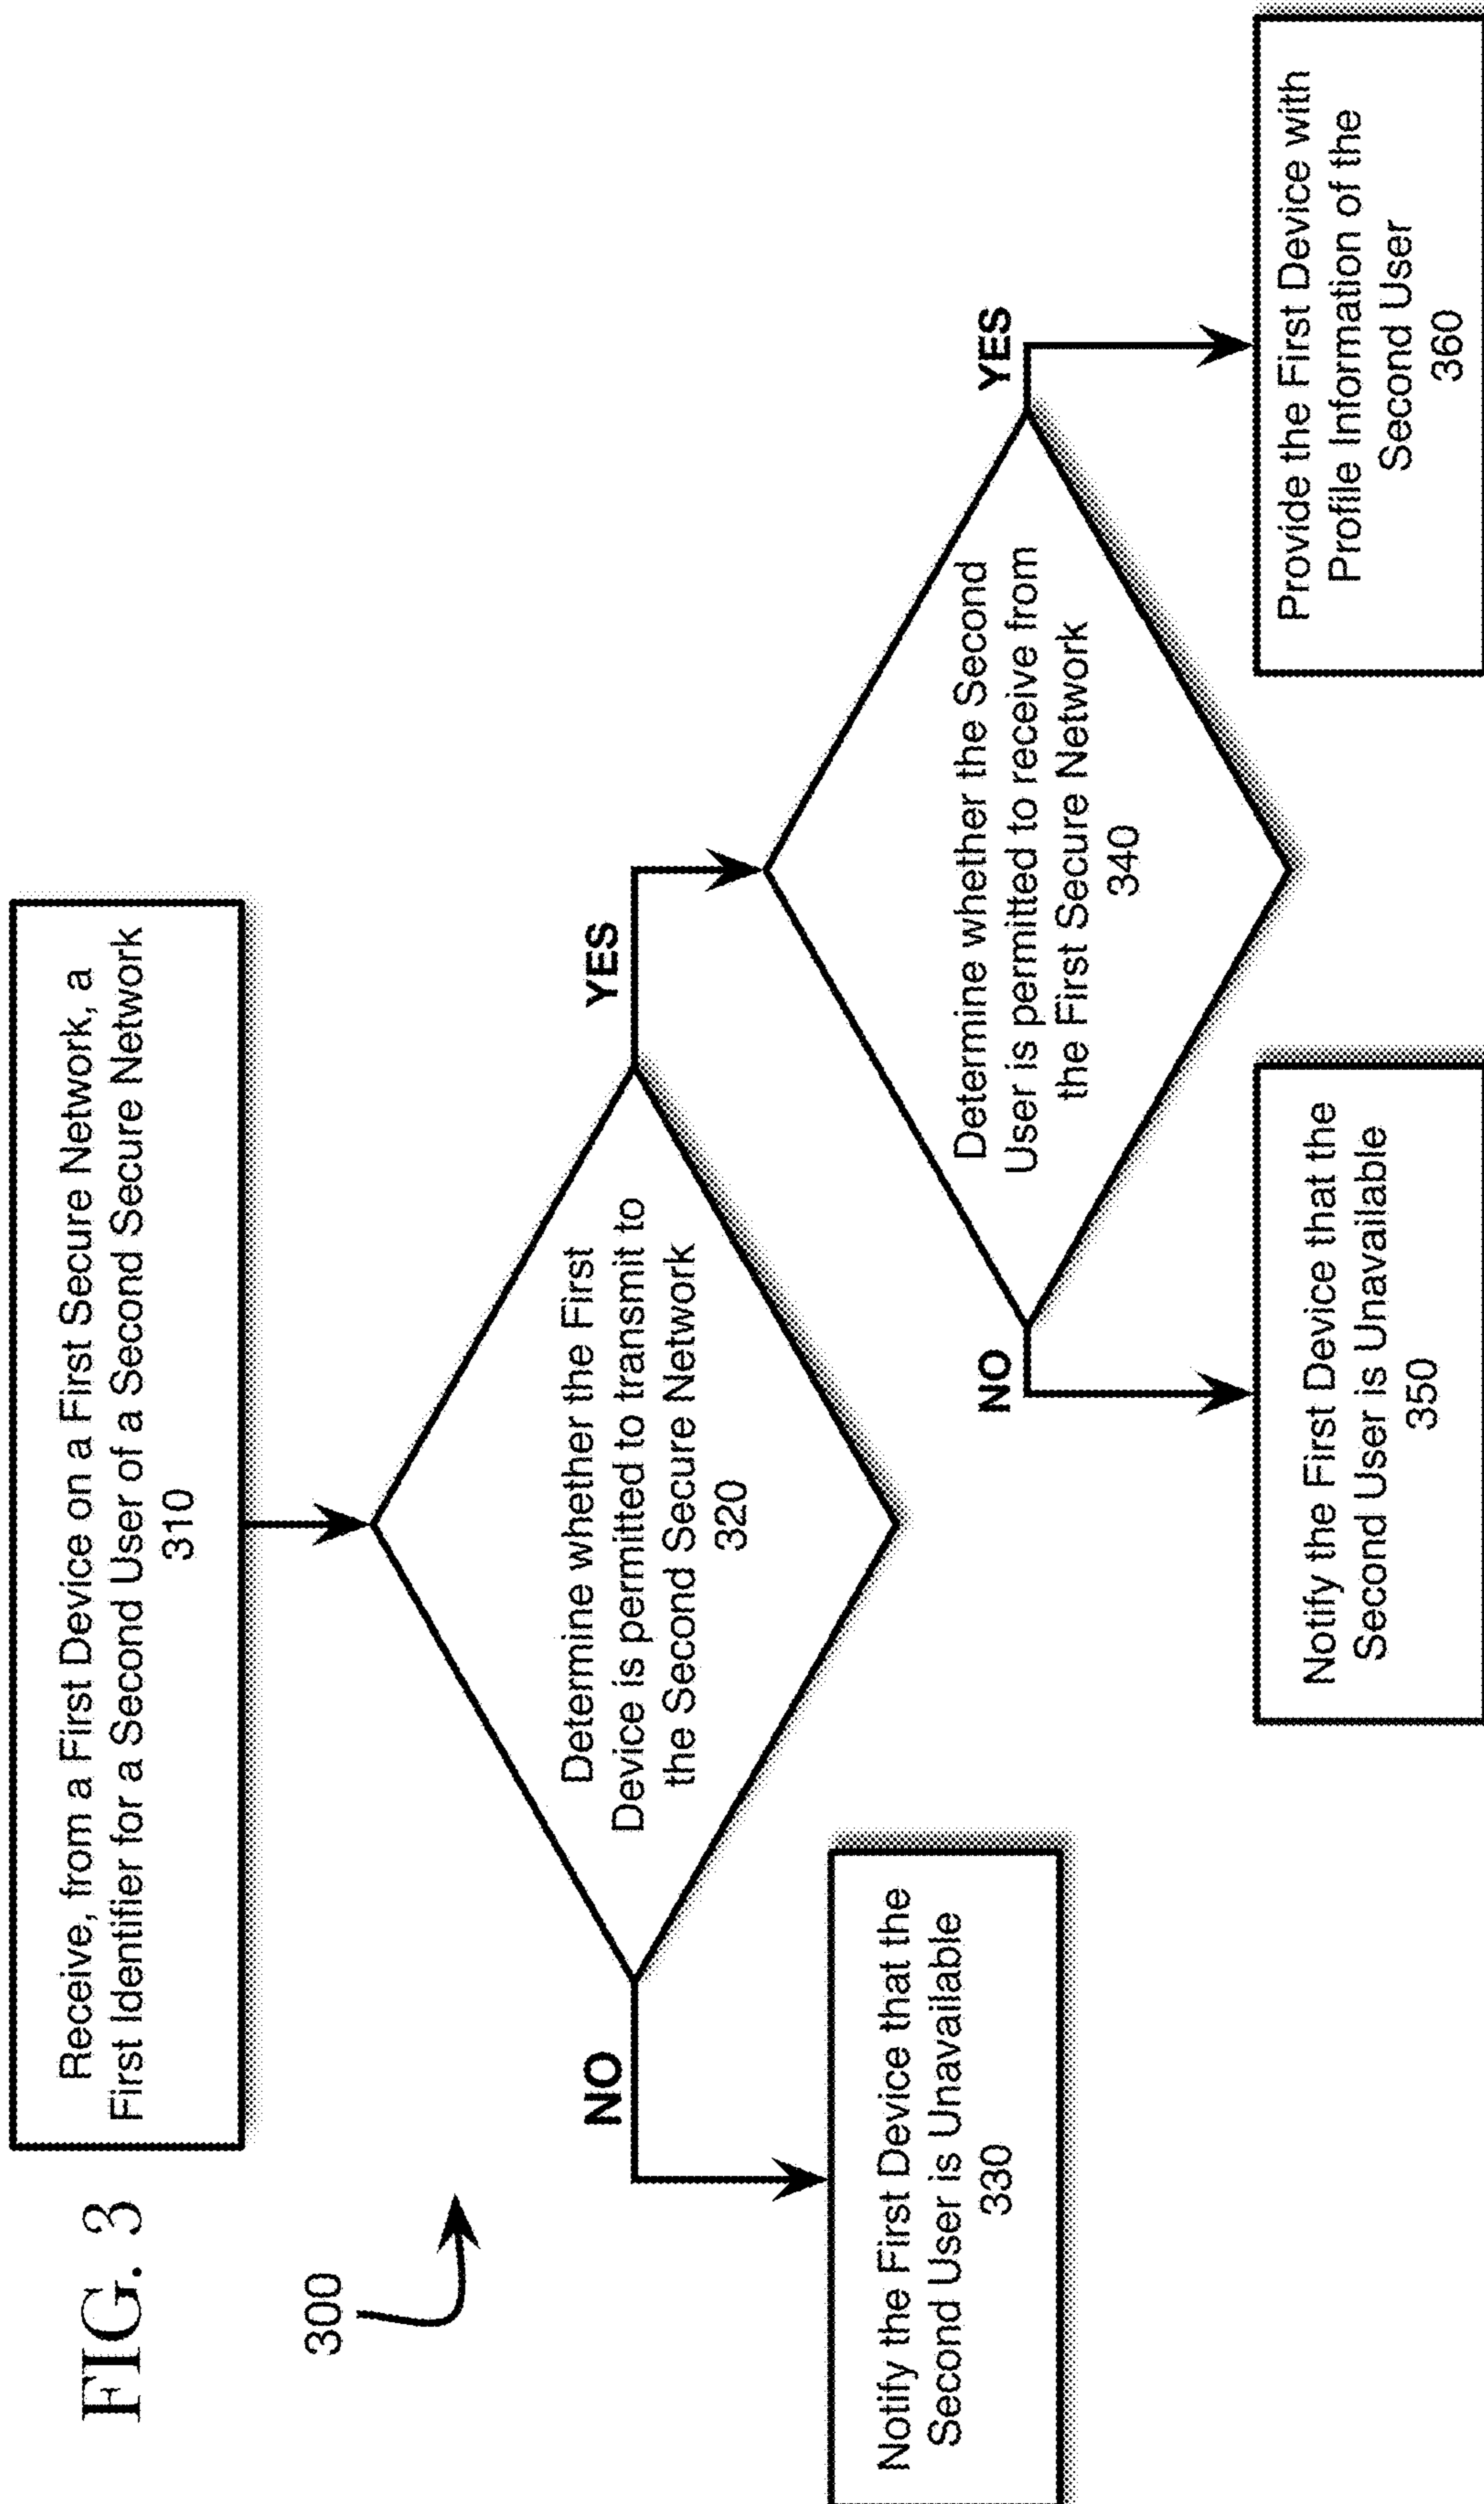 FIG. 3
300
Receive, from a First Device on a First Secure Network, a
First Identifier for a Second User of a Second Secure Network
310
Determine whether the First
Device is permitted to transmit to
the Second Secure Network
320
NO
YES
Notify the First Device that the
Second User is Unavailable
330
Determine whether the Second
User is permitted to receive from
the First Secure Network
340
NO
YES
Notify the First Device that the
Second User is Unavailable
350
Provide the First Device with
Profile Information of the
Second User
360